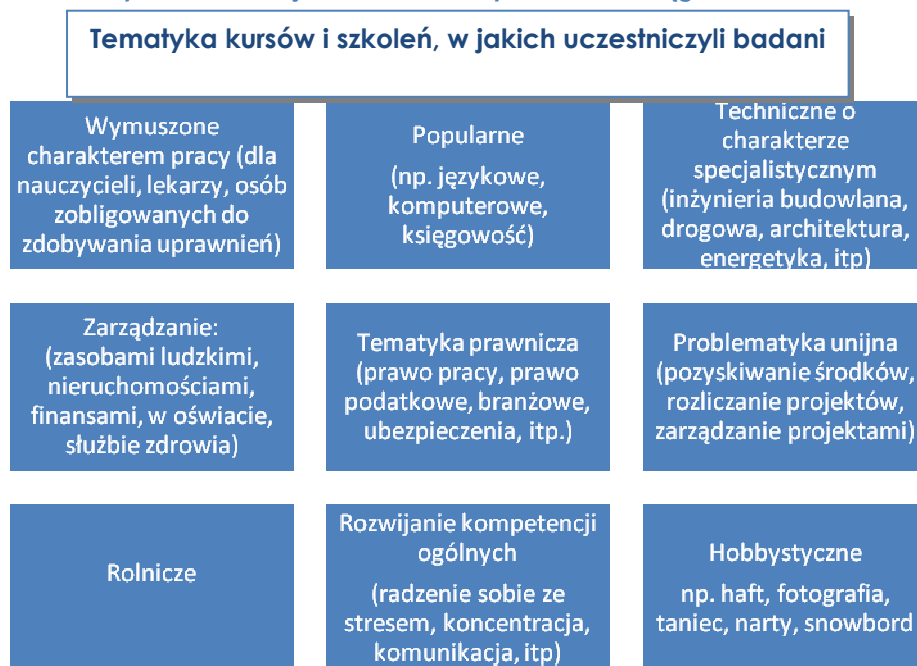 Tematyka kursów i szkoleń, w jakich uczestniczyli badani
Wymuszone
charakterem pracy (dla
nauczycieli, lekarzy, osób
zobligowanych do
zdobywania uprawnień)
Popularne
(np. językowe,
komputerowe,
księgowość)
Techniczne o
charakterze
specjalistycznym
(inżynieria budowlana,
drogowa, architektura,
energetyka, itp)
Zarządzanie:
(zasobami ludzkimi,
nieruchomościami,
finansami, w oświacie,
służbie zdrowia)
Tematyka prawnicza
(prawo pracy, prawo
podatkowe, branżowe,
ubezpieczenia, itp.)
Problematyka unijna
(pozyskiwanie środków,
rozliczanie projektów,
zarządzanie projektami)
Rolnicze
Rozwijanie kompetencji
ogólnych
(radzenie sobie ze
stresem, koncentracja,
komunikacja, itp)
Hobbystyczne
np. haft, fotografia,
taniec, narty, snowbord